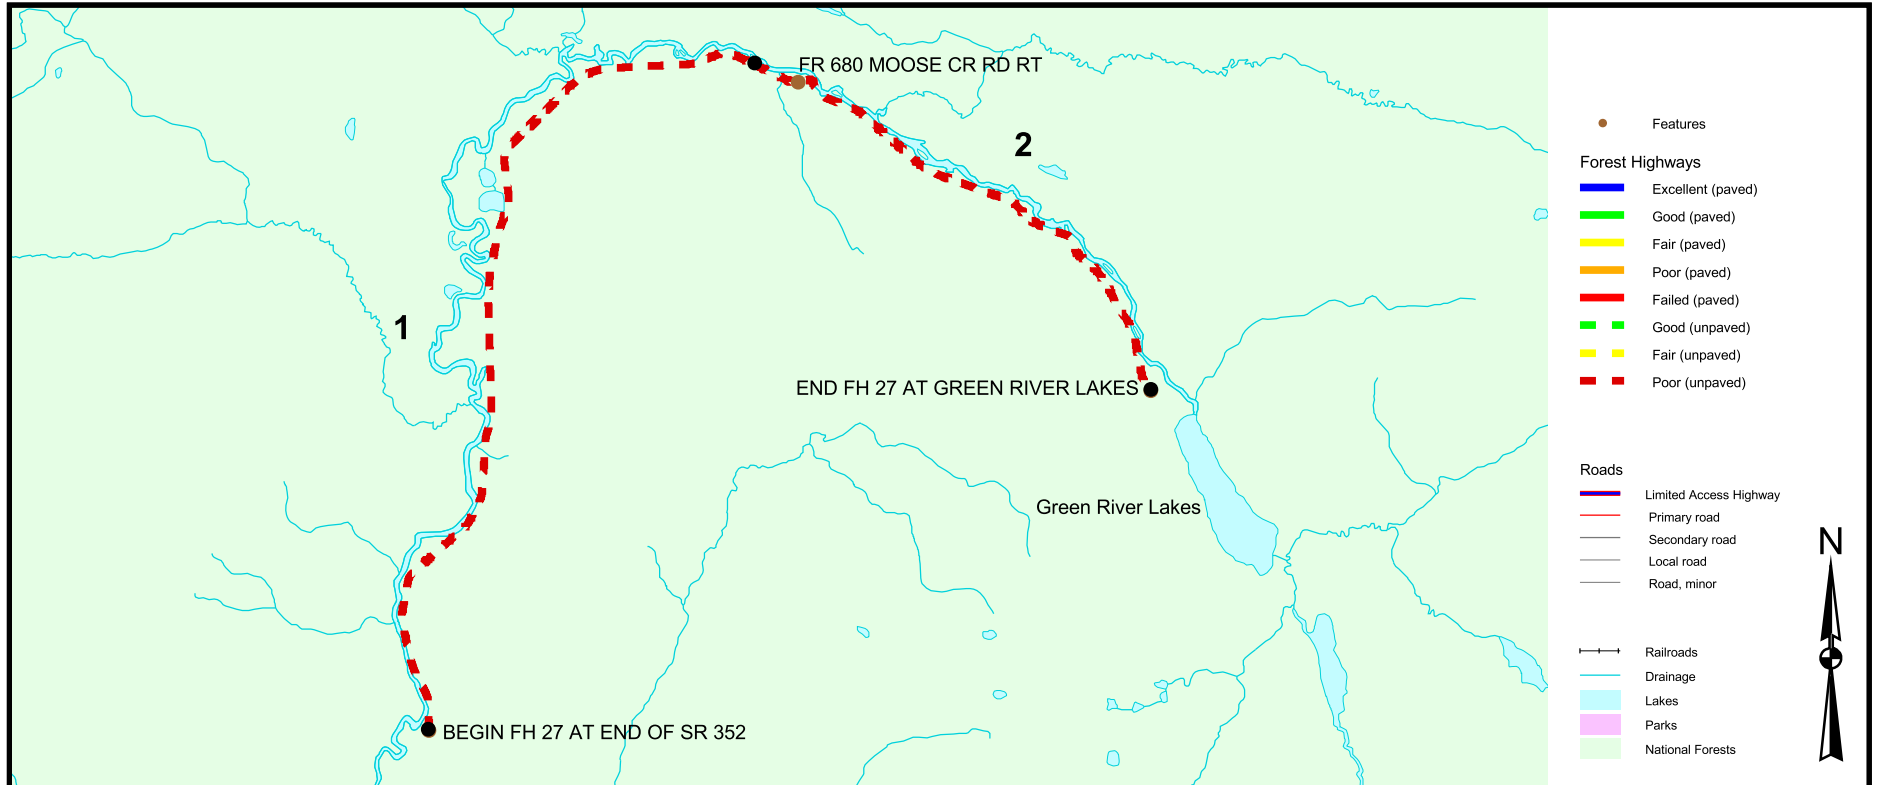 FR 680 MOOSE CR RD RT
2
1
END FH 27 AT GREEN RIVER LAKES
Green River Lakes
BEGIN FH 27 AT END OF SR 352
Features
Forest Highways
Excellent (paved)
Good (paved)
Fair (paved)
Poor (paved)
Failed (paved)
Good (unpaved)
Fair (unpaved)
Poor (unpaved)
Roads
Limited Access Highway
Primary road
Secondary road
Local road
Road, minor
Railroads
Drainage
Lakes
Parks
National Forests
N